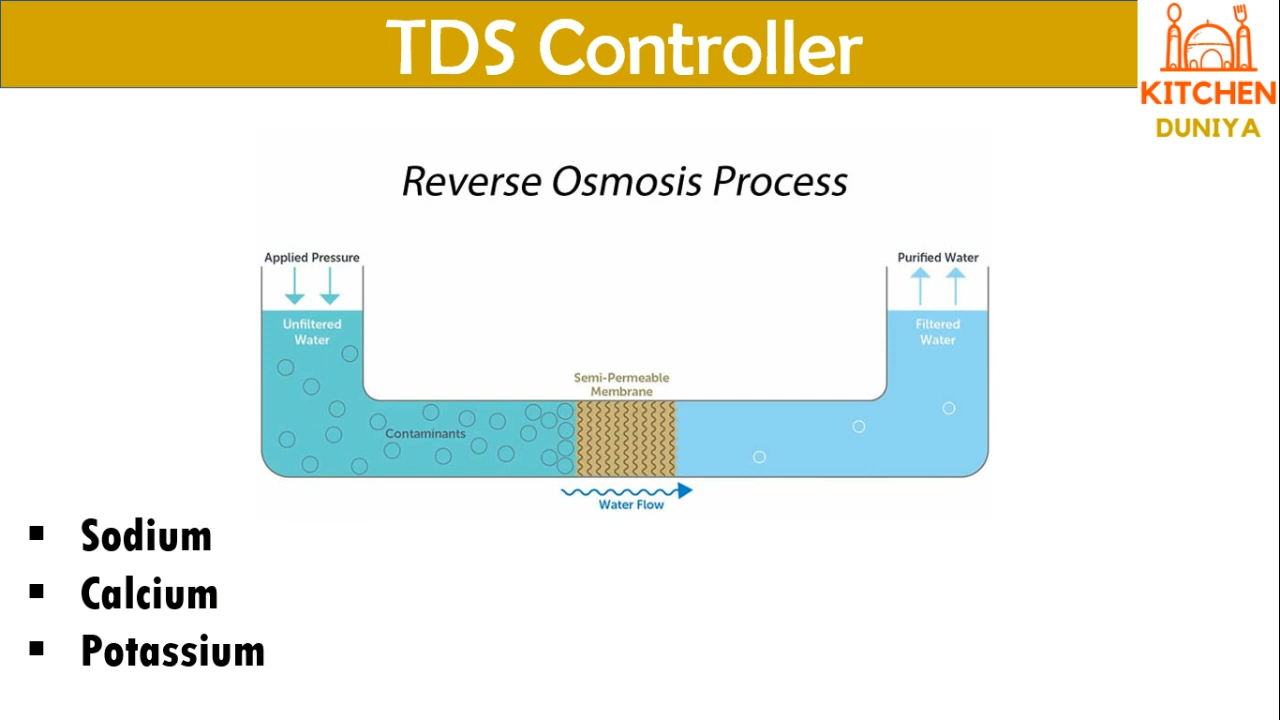 TDS Controller
KITCHEN
DUNIYA
Reverse Osmosis Process
Applied Pressure
Purified Water
Unfiltered
Water
Filtered
Water
Semi-Permeable
Membrane
Contaminants
Water Flow
▪ Sodium
▪ Calcium
▪ Potassium